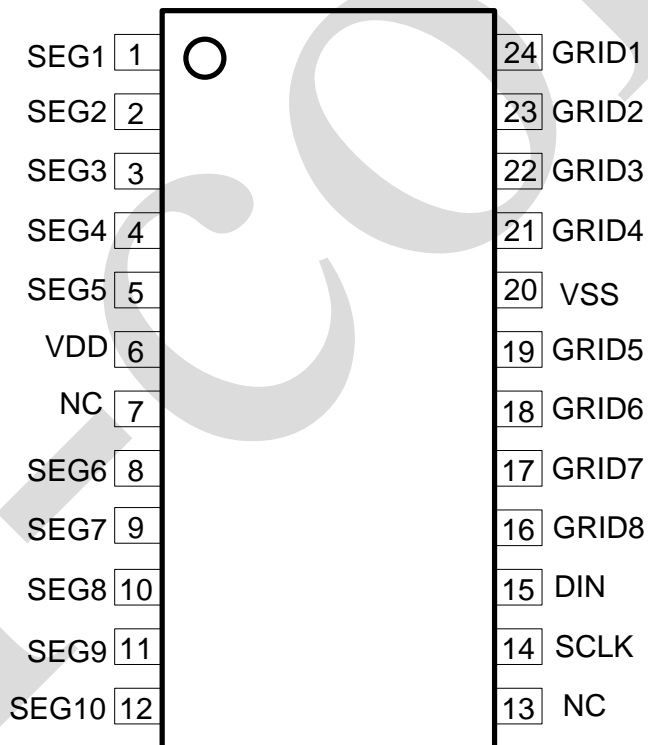 SEG1 1 24 GRID1
SEG2 2 23 GRID2
SEG3 3 22 GRID3
SEG4 4 21 GRID4
SEG5 5 20 VSS
VDD 6 19 GRID5
NC 7 18 GRID6
SEG6 8 17 GRID7
SEG7 9 16 GRID8
SEG8 10 15 DIN
SEG9 11 14 SCLK
SEG10 12 13 NC